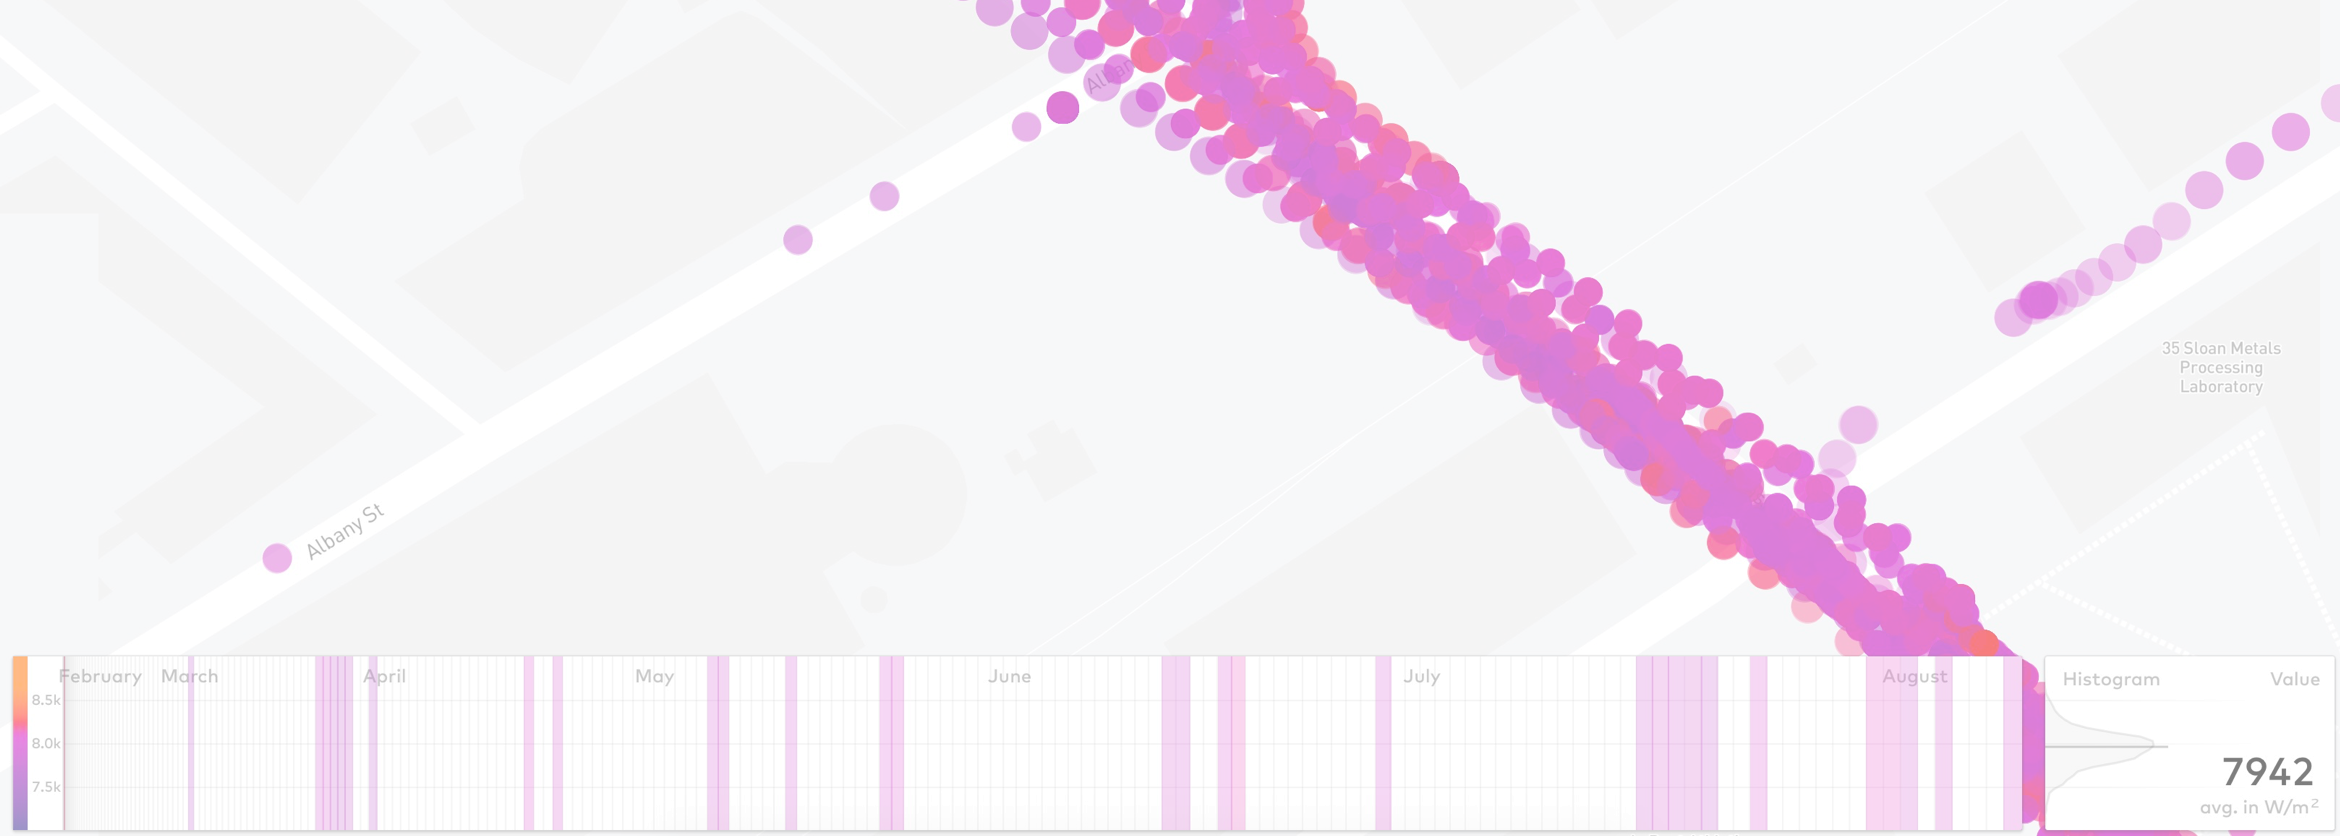 Alban
35 Sloan Metals
Processing
Laboratory
Albany St
February March April May June July August
8.5k
8.0k
7.5k
Histogram Value
7942
avg. in W/m²